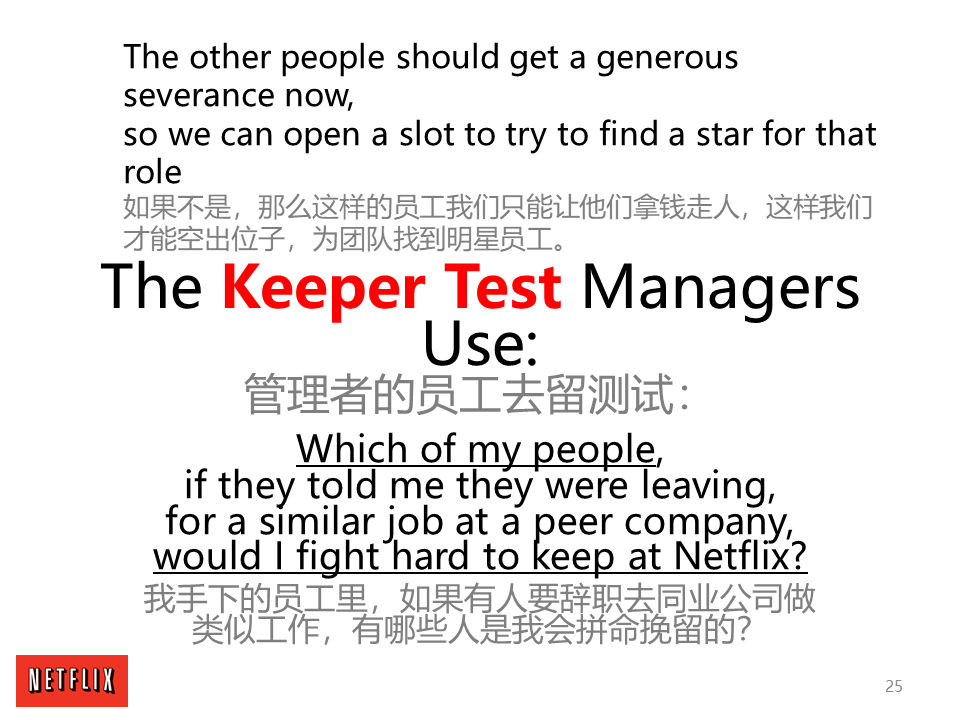 The other people should get a generous
severance now,
so we can open a slot to try to find a star for that
role
如果不是，那么这样的员工我们只能让他们拿钱走人，这样我们
才能空出位子，为团队找到明星员工。
The Keeper Test Managers
Use:
管理者的员工去留测试：
Which of my people,
if they told me they were leaving,
for a similar job at a peer company,
would I fight hard to keep at Netflix?
我手下的员工里，如果有人要辞职去同业公司做
类似工作，有哪些人是我会拼命挽留的？
NETFLIX
25